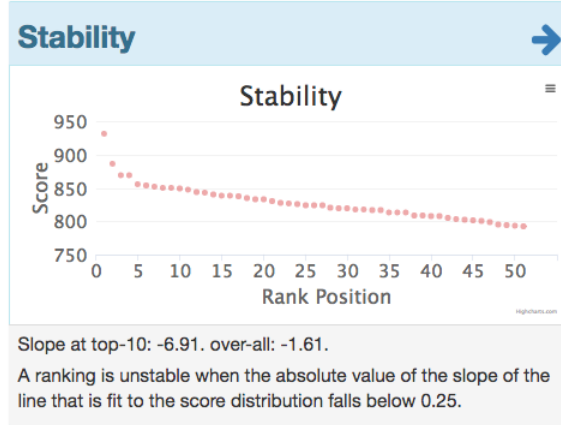 Stability
Stability
950
900
850
800
750
Score
0 5 10 15 20 25 30 35 40 45 50
Rank Position
Highcharts.com
Slope at top-10: -6.91. over-all: -1.61.
A ranking is unstable when the absolute value of the slope of the
line that is fit to the score distribution falls below 0.25.